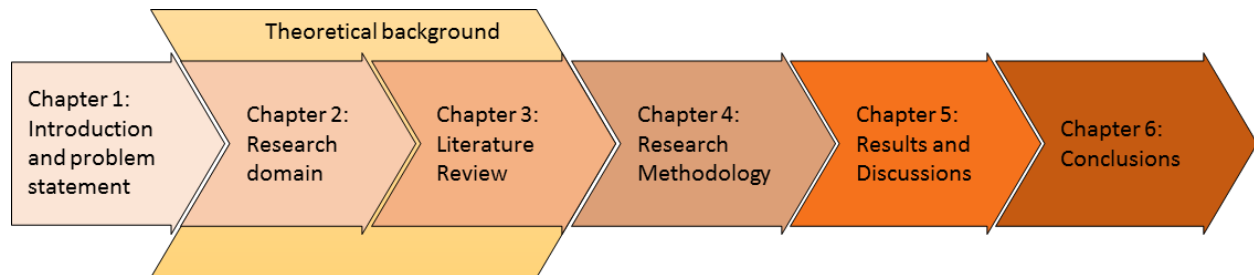 Theoretical background
Chapter 1:
Introduction
and problem
statement
Chapter 2:
Research
domain
Chapter 3:
Literature
Review
Chapter 4:
Research
Methodology
Chapter 5:
Results and
Discussions
Chapter 6:
Conclusions